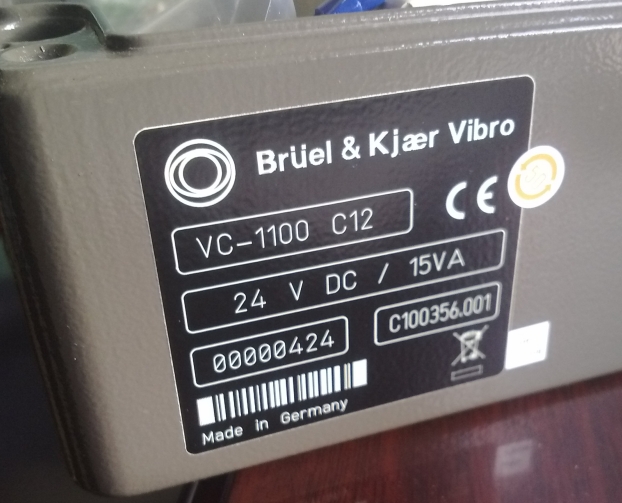 Brüel & Kjær Vibro
CE
VC-1100 C12
24 V DC / 15VA
00000424
C100356.001
Made in Germany